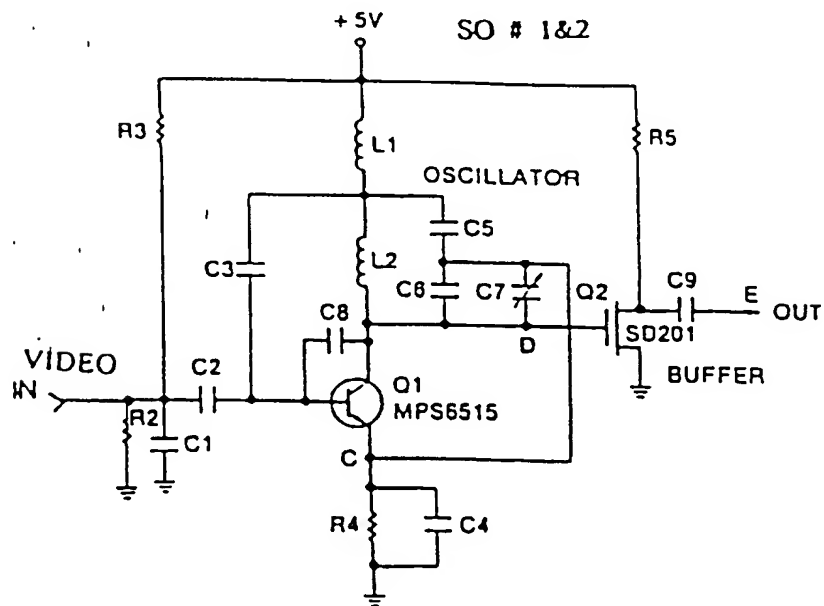 + 5V
SO # 1&2
R3
L1
R5
OSCILLATOR
C5
C3
L2
C6
C7
Q2
C9
E
OUT
C8
D
SD201
VIDEO
IN
C2
Q1
BUFFER
MPS6515
R2
C1
C
R4
C4